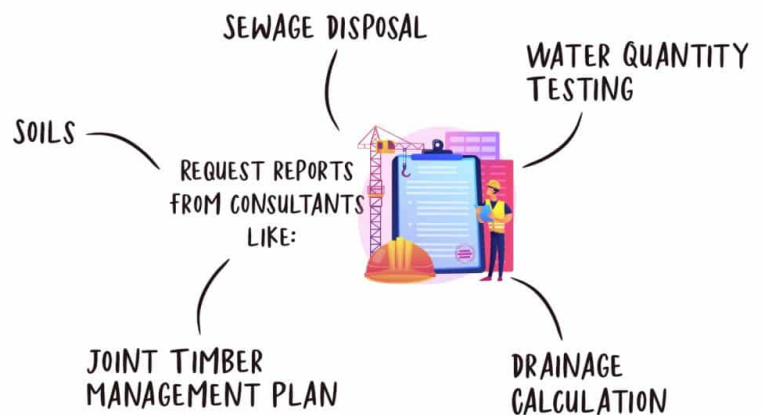 SEWAGE DISPOSAL
WATER QUANTITY
TESTING
SOILS
REQUEST REPORTS
FROM CONSULTANTS
LIKE:
JOINT TIMBER
MANAGEMENT PLAN
DRAINAGE
CALCULATION